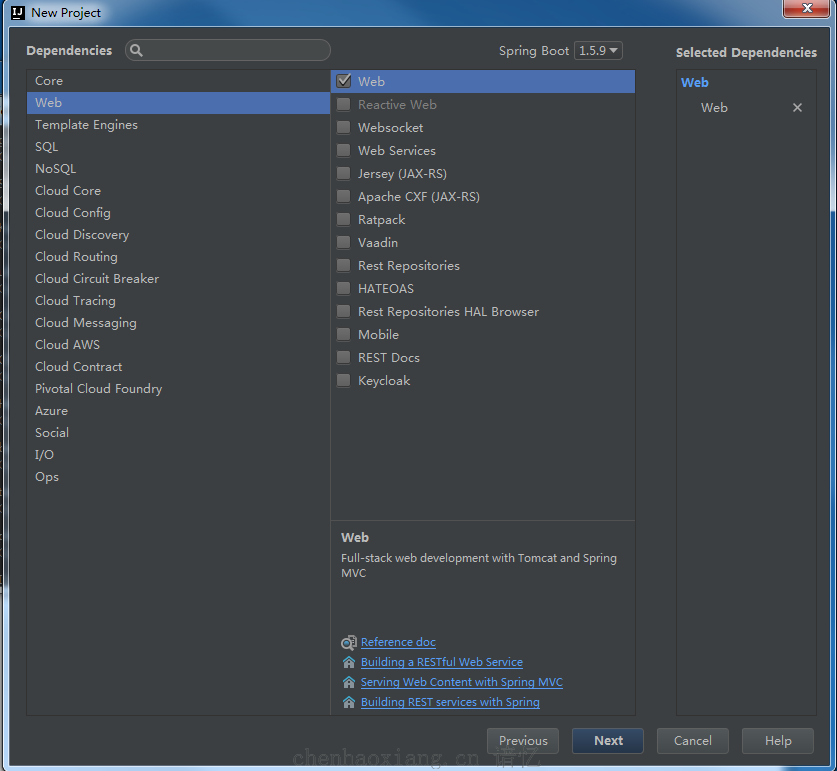 New Project
Dependencies
Spring Boot 1.5.9
Selected Dependencies
Core
Web
Template Engines
SQL
NoSQL
Cloud Core
Cloud Config
Cloud Discovery
Cloud Routing
Cloud Circuit Breaker
Cloud Tracing
Cloud Messaging
Cloud AWS
Cloud Contract
Pivotal Cloud Foundry
Azure
Social
I/O
Ops
Web
Reactive Web
Websocket
Web Services
Jersey (JAX-RS)
Apache CXF (JAX-RS)
Ratpack
Vaadin
Rest Repositories
HATEOAS
Rest Repositories HAL Browser
Mobile
REST Docs
Keycloak
Web
Full-stack web development with Tomcat and Spring
MVC
Reference doc
Building a RESTful Web Service
Serving Web Content with Spring MVC
Building REST services with Spring
Web
Web
Previous
Next
Cancel
Help
chenhaoxiang.cn